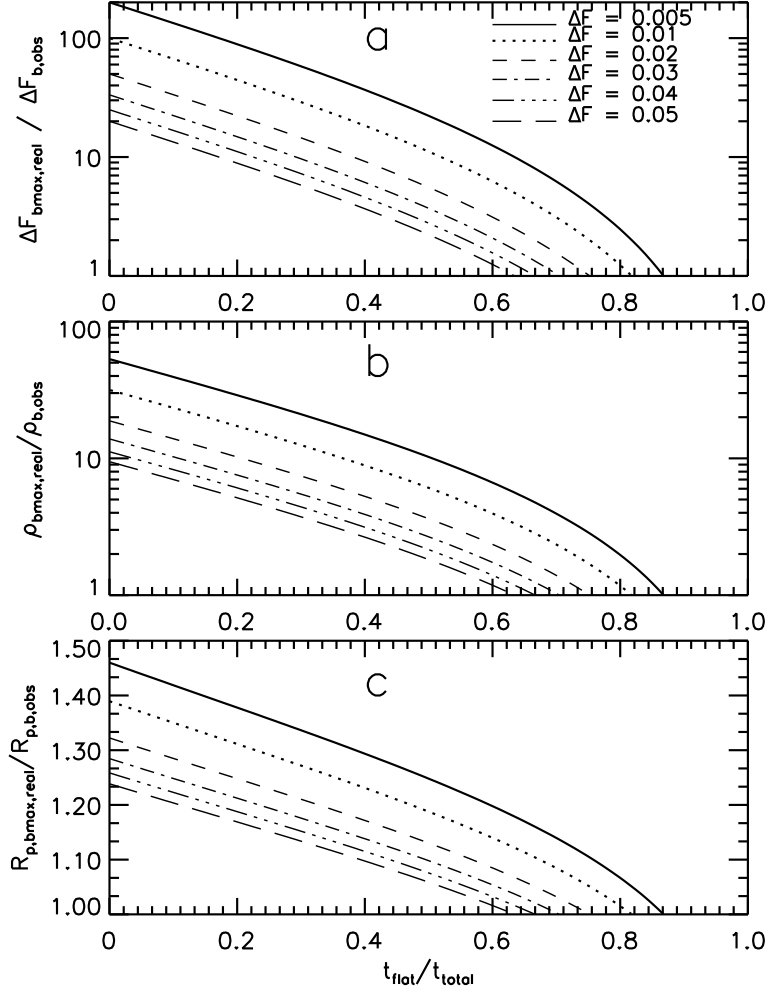 a
ΔF = 0.005
ΔF = 0.01
ΔF = 0.02
ΔF = 0.03
ΔF = 0.04
ΔF = 0.05
ΔF_bmax,real / ΔF_b,obs
100
10
1
0 0.2 0.4 0.6 0.8 1.0
b
ρ_bmax,real/ρ_b,obs
100
10
1
0.0 0.2 0.4 0.6 0.8 1.0
c
R_p,bmax,real/R_p,b,obs
1.50
1.40
1.30
1.20
1.10
1.00
0 0.2 0.4 0.6 0.8 1.0
t_flat/t_total